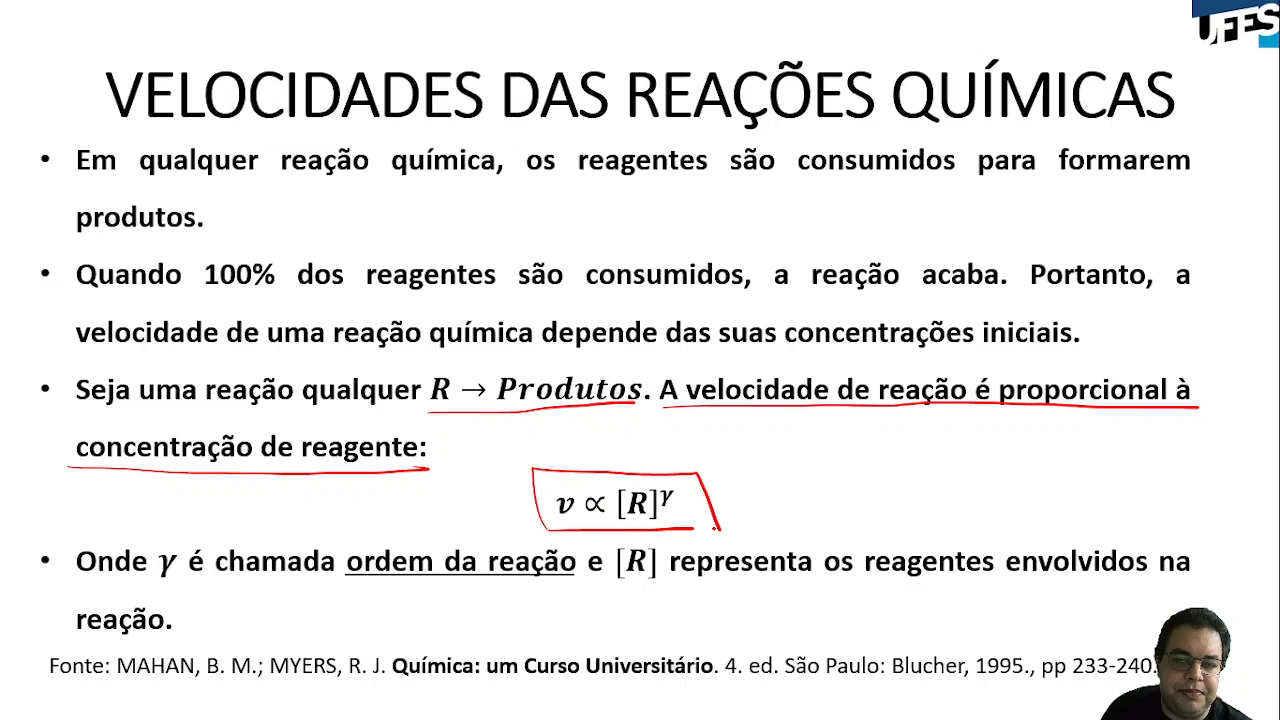 UFES
VELOCIDADES DAS REAÇÕES QUÍMICAS
• Em qualquer reação química, os reagentes são consumidos para formarem
produtos.
• Quando 100% dos reagentes são consumidos, a reação acaba. Portanto, a
velocidade de uma reação química depende das suas concentrações iniciais.
• Seja uma reação qualquer R → Produtos. A velocidade de reação é proporcional à
concentração de reagente:
v ∝ [R]^γ
• Onde γ é chamada ordem da reação e [R] representa os reagentes envolvidos na
reação.
Fonte: MAHAN, B. M.; MYERS, R. J. Química: um Curso Universitário. 4. ed. São Paulo: Blucher, 1995., pp 233-240.